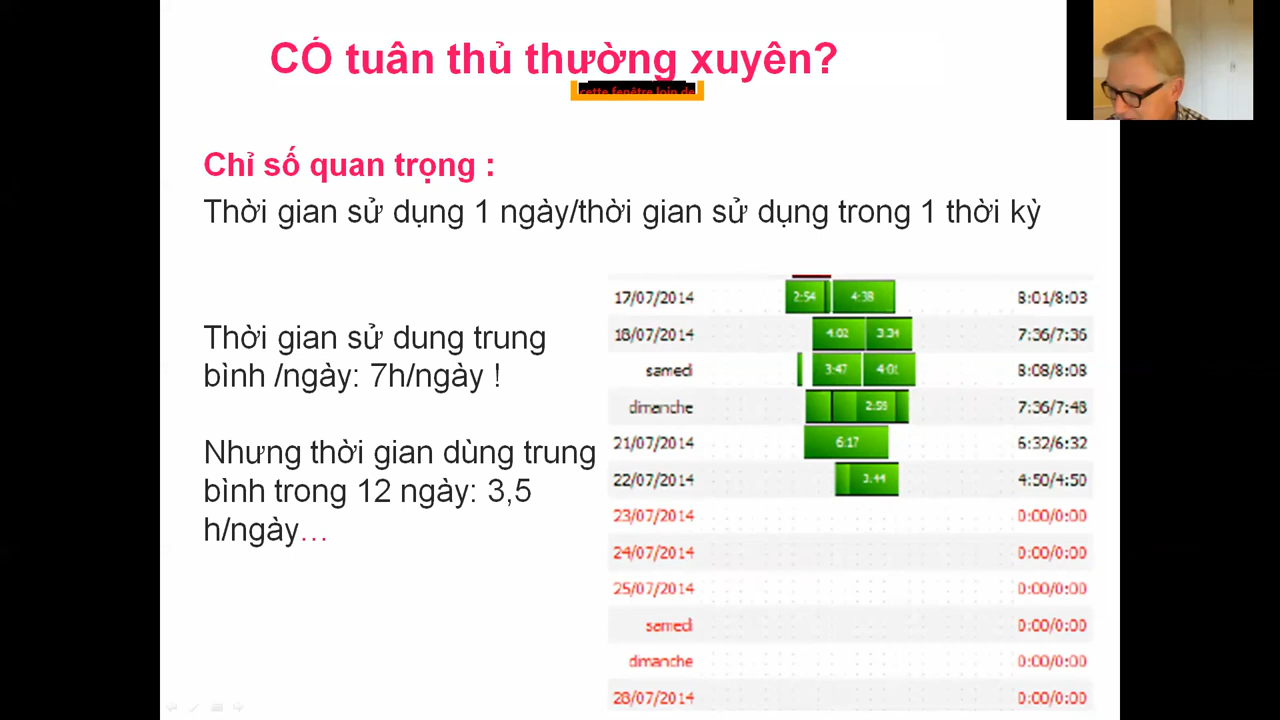 CÓ tuân thủ thường xuyên?
cette fenêtre loin de
Chỉ số quan trọng :
Thời gian sử dụng 1 ngày/thời gian sử dụng trong 1 thời kỳ
Thời gian sử dung trung
bình /ngày: 7h/ngày !
Nhưng thời gian dùng trung
bình trong 12 ngày: 3,5
h/ngày…
17/07/2014 2:54 4:38 8:01/8:03
18/07/2014 4:02 3:34 7:36/7:36
samedi 3:47 4:01 8:08/8:08
dimanche 2:59 7:36/7:48
21/07/2014 6:17 6:32/6:32
22/07/2014 3:44 4:50/4:50
23/07/2014 0:00/0:00
24/07/2014 0:00/0:00
25/07/2014 0:00/0:00
samedi 0:00/0:00
dimanche 0:00/0:00
28/07/2014 0:00/0:00